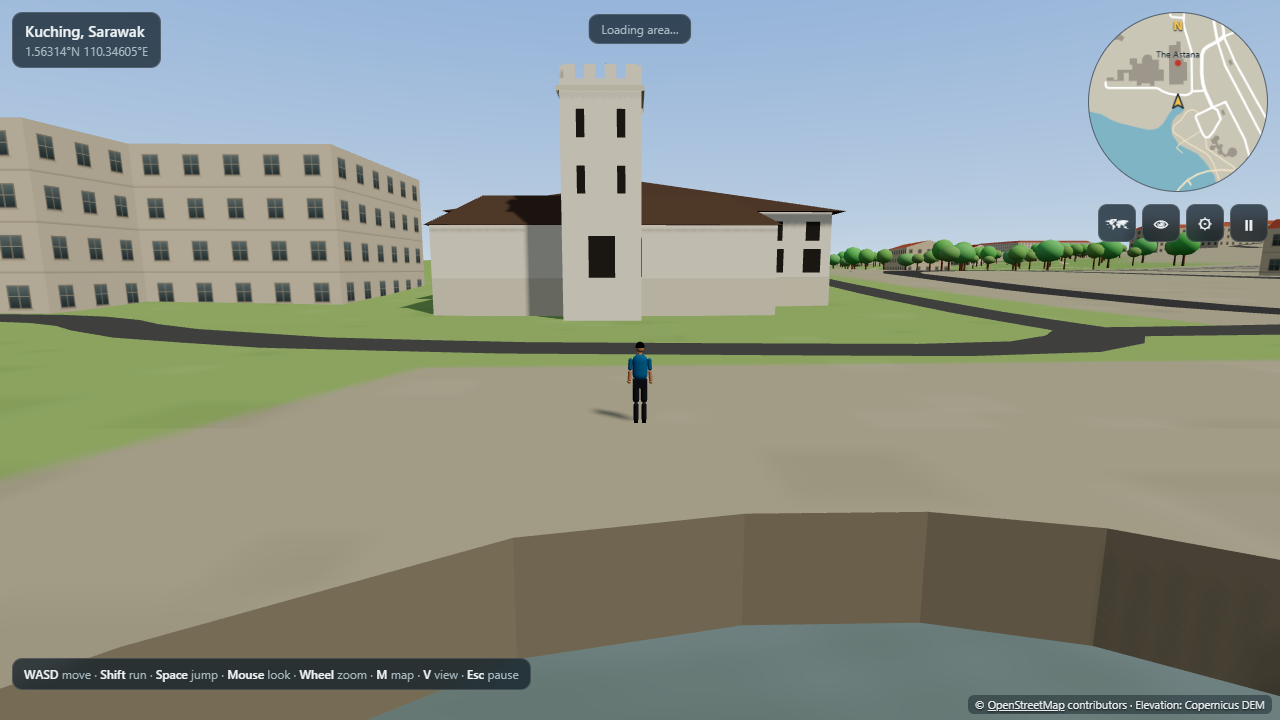 Kuching, Sarawak
1.56314°N 110.34605°E
Loading area...
N
The Astana
WASD move · Shift run · Space jump · Mouse look · Wheel zoom · M map · V view · Esc pause
© OpenStreetMap contributors · Elevation: Copernicus DEM